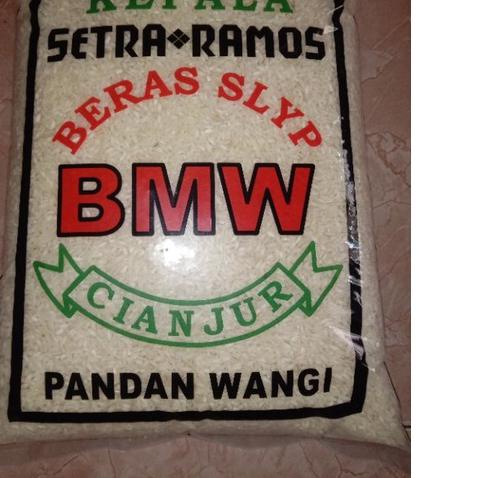 KEPALA
SETRA RAMOS
BERAS SLYP
BMW
CIANJUR
PANDAN WANGI